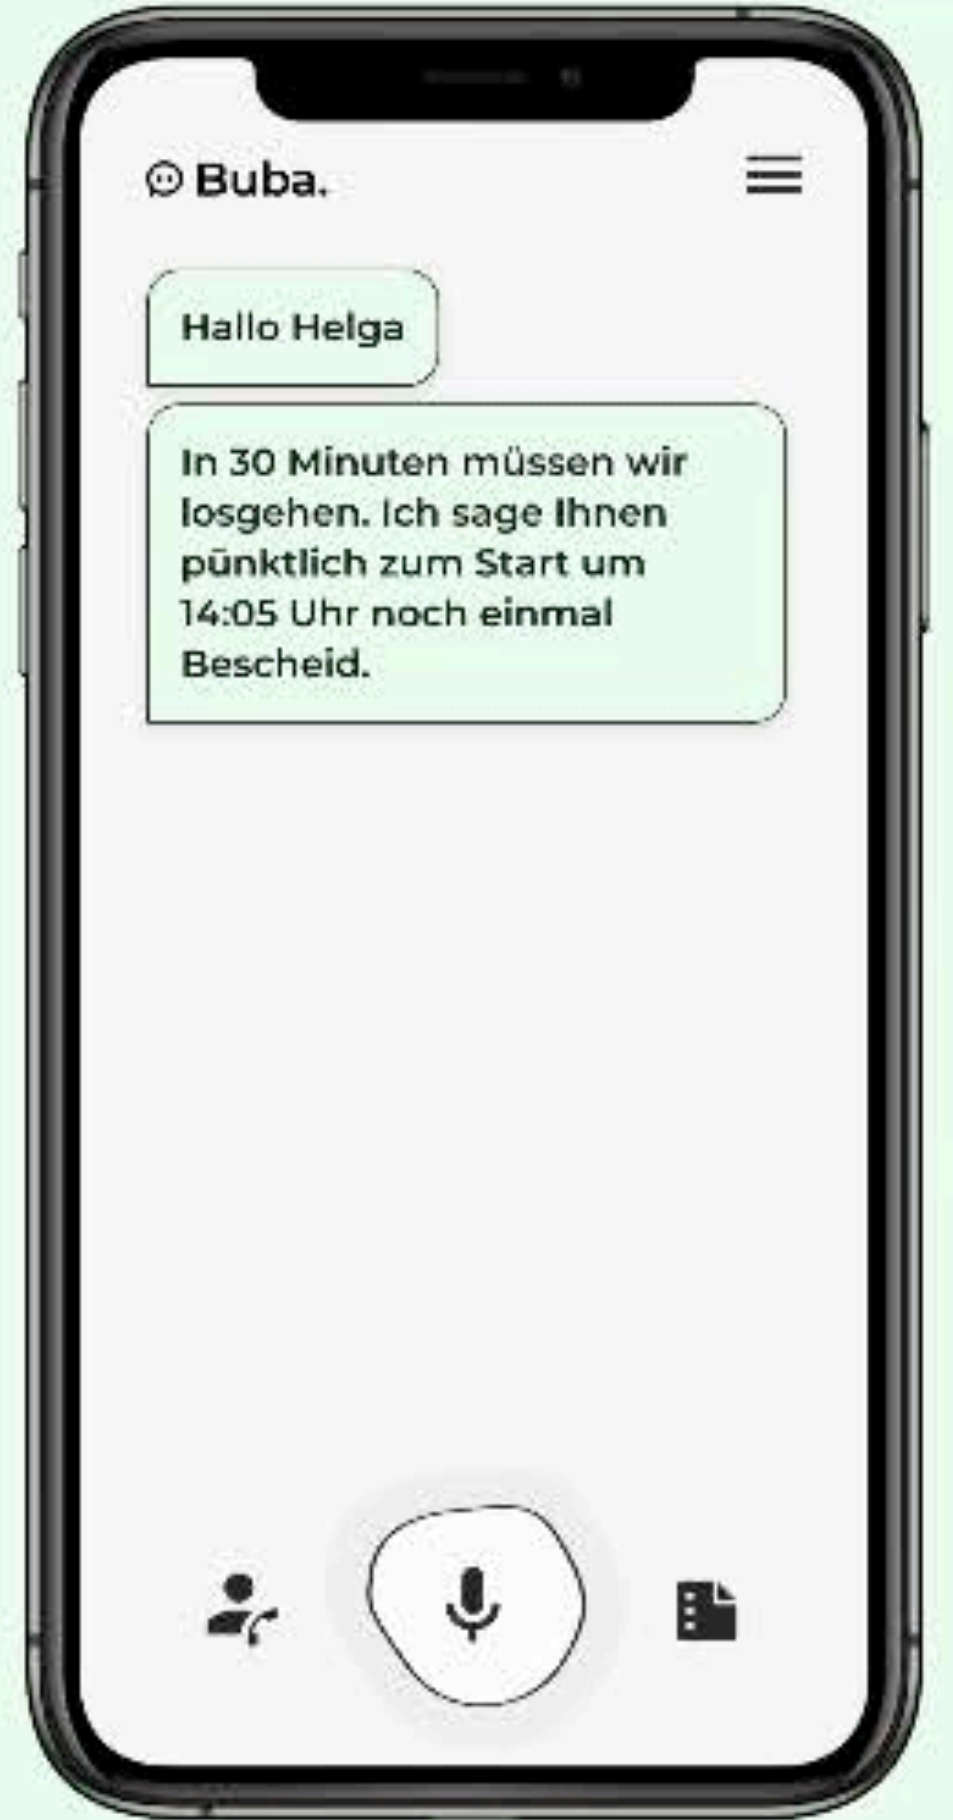 Buba.
Hallo Helga
In 30 Minuten müssen wir
losgehen. Ich sage Ihnen
pünktlich zum Start um
14:05 Uhr noch einmal
Bescheid.